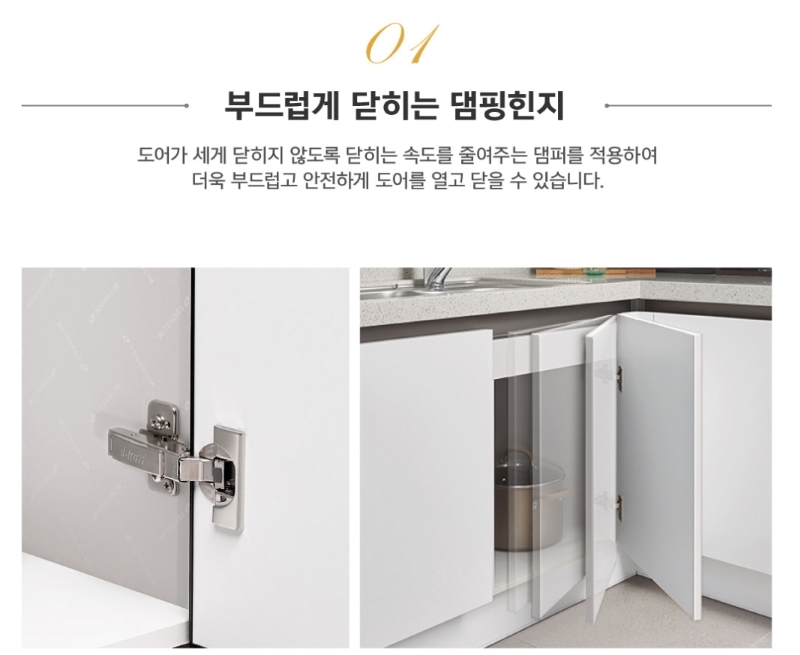 01
부드럽게 닫히는 댐핑힌지
도어가 세게 닫히지 않도록 닫히는 속도를 줄여주는 댐퍼를 적용하여
더욱 부드럽고 안전하게 도어를 열고 닫을 수 있습니다.